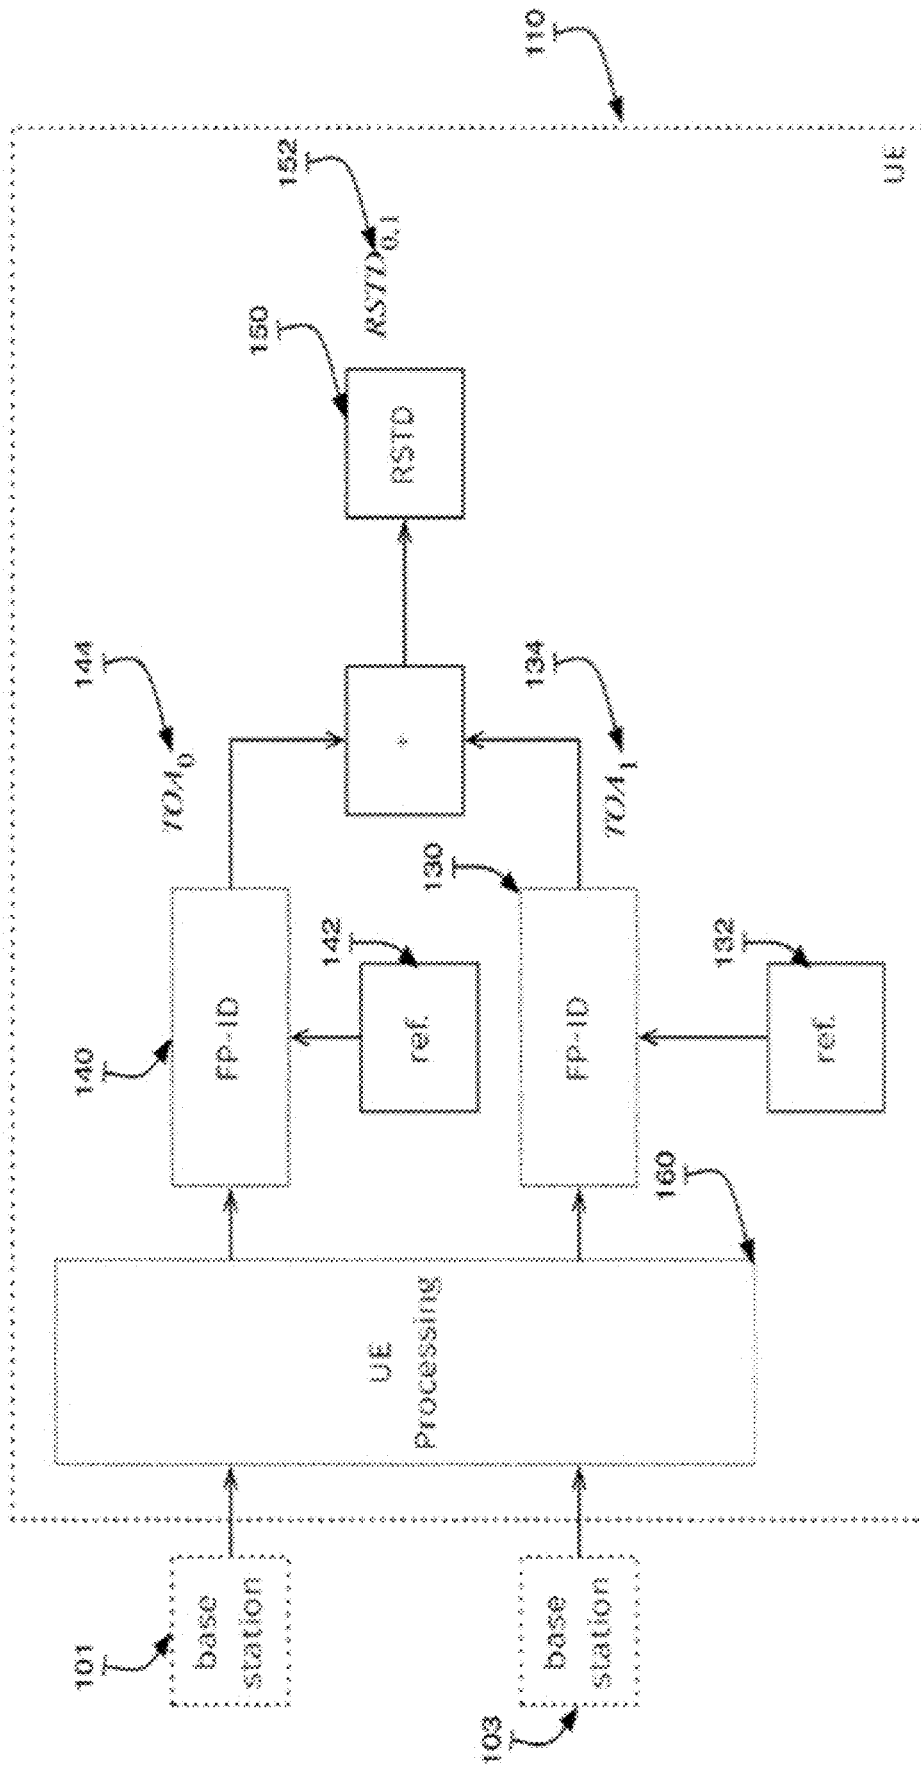 101
140
144
TOA0
base
station
FP-ID
150
152
142
UE
Processing
ref.
+
RSTD
RSTD0,1
130
103
134
110
base
station
FP-ID
TOA1
160
132
ref.
UE